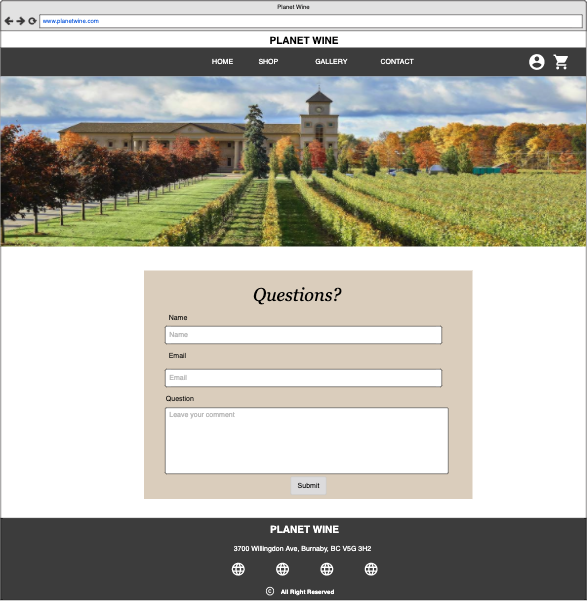 Planet Wine
www.planetwine.com
PLANET WINE
HOME SHOP GALLERY CONTACT
Questions?
Name
Name
Email
Email
Question
Leave your comment
Submit
PLANET WINE
3700 Willingdon Ave, Burnaby, BC V5G 3H2
© All Right Reserved